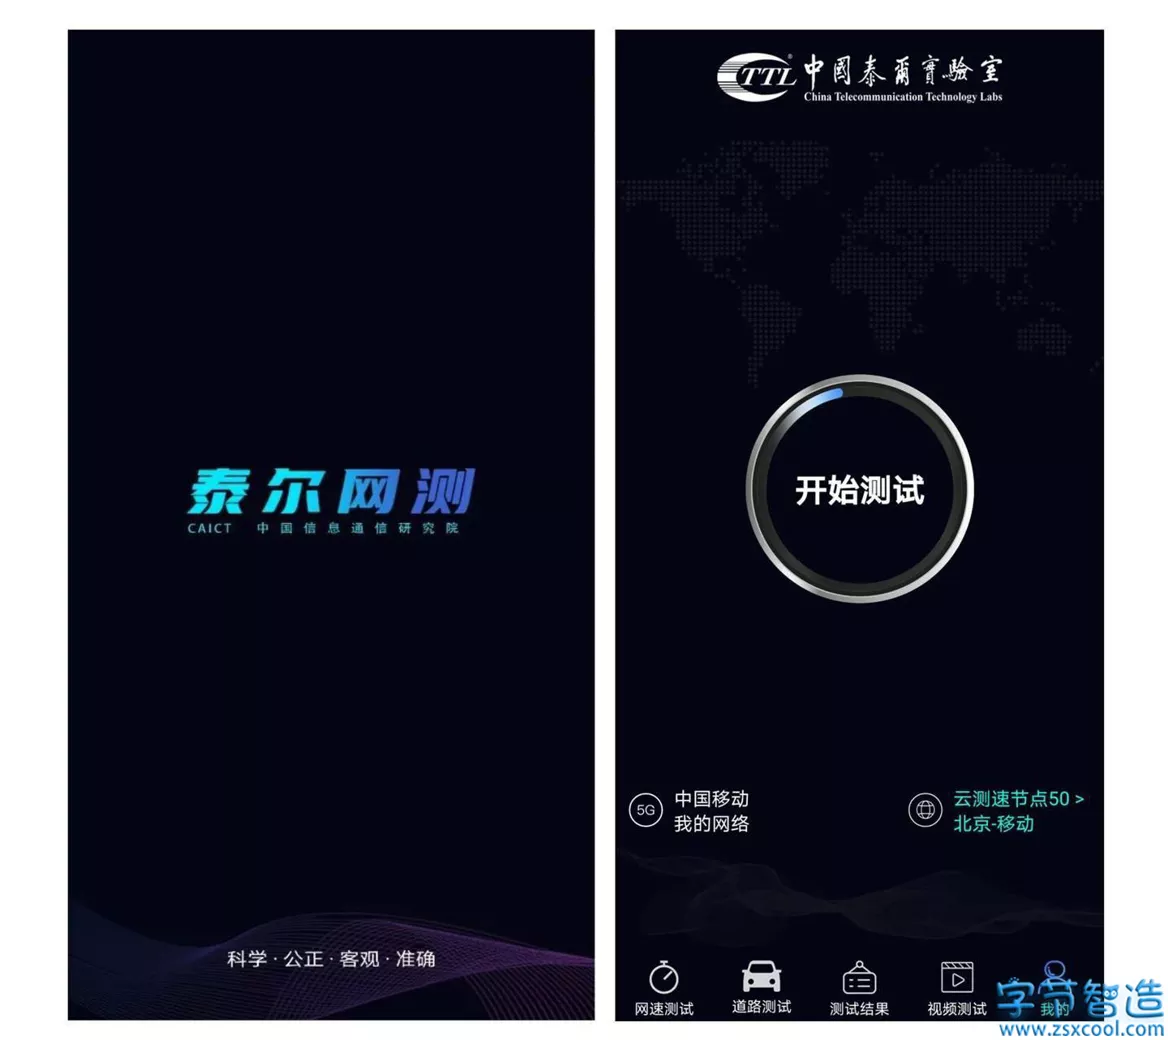 泰尔网测
CAICT 中国信息通信研究院
科学·公正·客观·准确
CTTL® 中國泰爾實驗室
China Telecommunication Technology Labs
开始测试
5G
中国移动
我的网络
云测速节点50 >
北京-移动
网速测试
道路测试
测试结果
视频测试
我的
字节智造
www.zsxcool.com